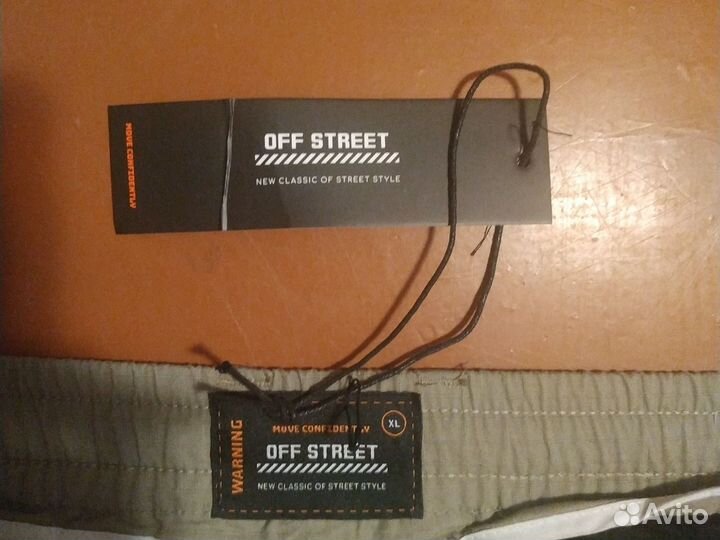 MOVE CONFIDENTLY
OFF STREET
NEW CLASSIC OF STREET STYLE
WARNING
MOVE CONFIDENTLY
XL
OFF STREET
NEW CLASSIC OF STREET STYLE
Avito